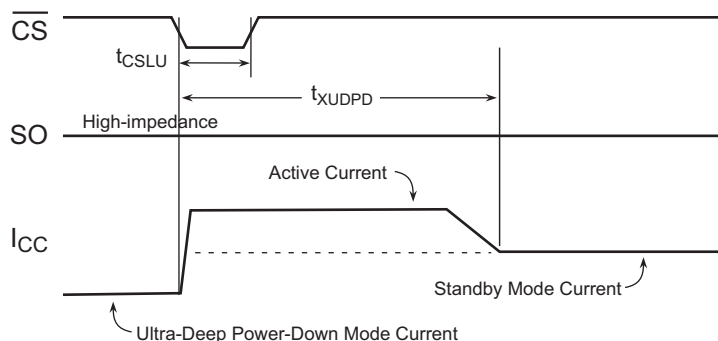 CS
tCSLU
tXUDPD
High-impedance
SO
Active Current
ICC
Standby Mode Current
Ultra-Deep Power-Down Mode Current